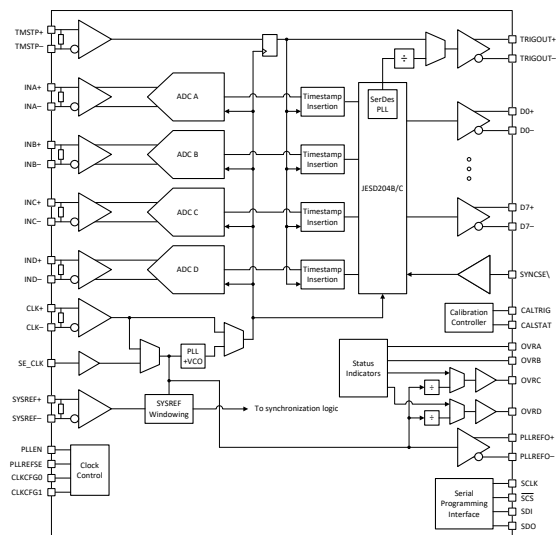 TMSTP+
TMSTP−
TRIGOUT+
TRIGOUT−
÷
INA+
INA−
ADC A
Timestamp
Insertion
SerDes
PLL
D0+
D0−
INB+
INB−
ADC B
Timestamp
Insertion
JESD204B/C
INC+
INC−
ADC C
Timestamp
Insertion
D7+
D7−
IND+
IND−
ADC D
Timestamp
Insertion
SYNCSE\
CLK+
CLK−
Calibration
Controller
CALTRIG
CALSTAT
SE_CLK
PLL
+VCO
Status
Indicators
OVRA
OVRB
OVRC
OVRD
÷
÷
SYSREF+
SYSREF−
SYSREF
Windowing
To synchronization logic
PLLREFO+
PLLREFO−
PLLEN
PLLREFSE
CLKCFG0
CLKCFG1
Clock
Control
Serial
Programming
Interface
SCLK
SCS
SDI
SDO